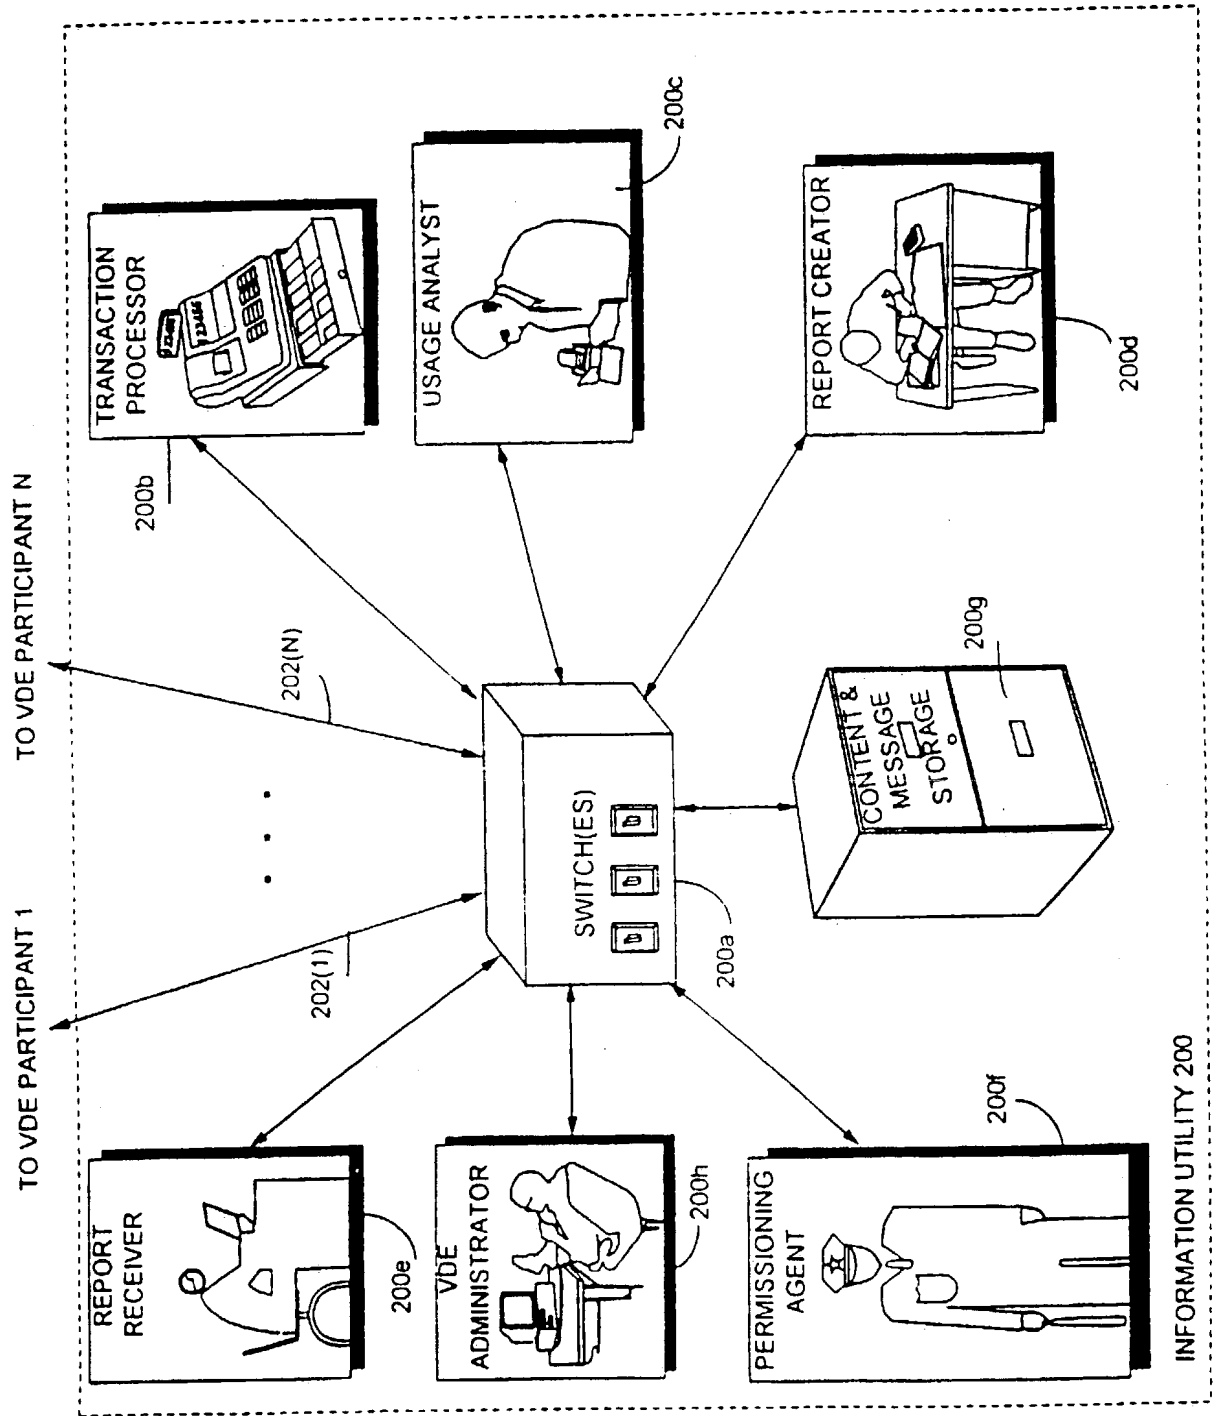 TO VDE PARTICIPANT 1
TO VDE PARTICIPANT N
REPORT
RECEIVER
200e
202(1)
202(N)
TRANSACTION
PROCESSOR
200b
VDE
ADMINISTRATOR
200h
SWITCH(ES)
200a
USAGE ANALYST
200c
PERMISSIONING
AGENT
200f
CONTENT &
MESSAGE
STORAGE
200g
REPORT CREATOR
200d
INFORMATION UTILITY 200